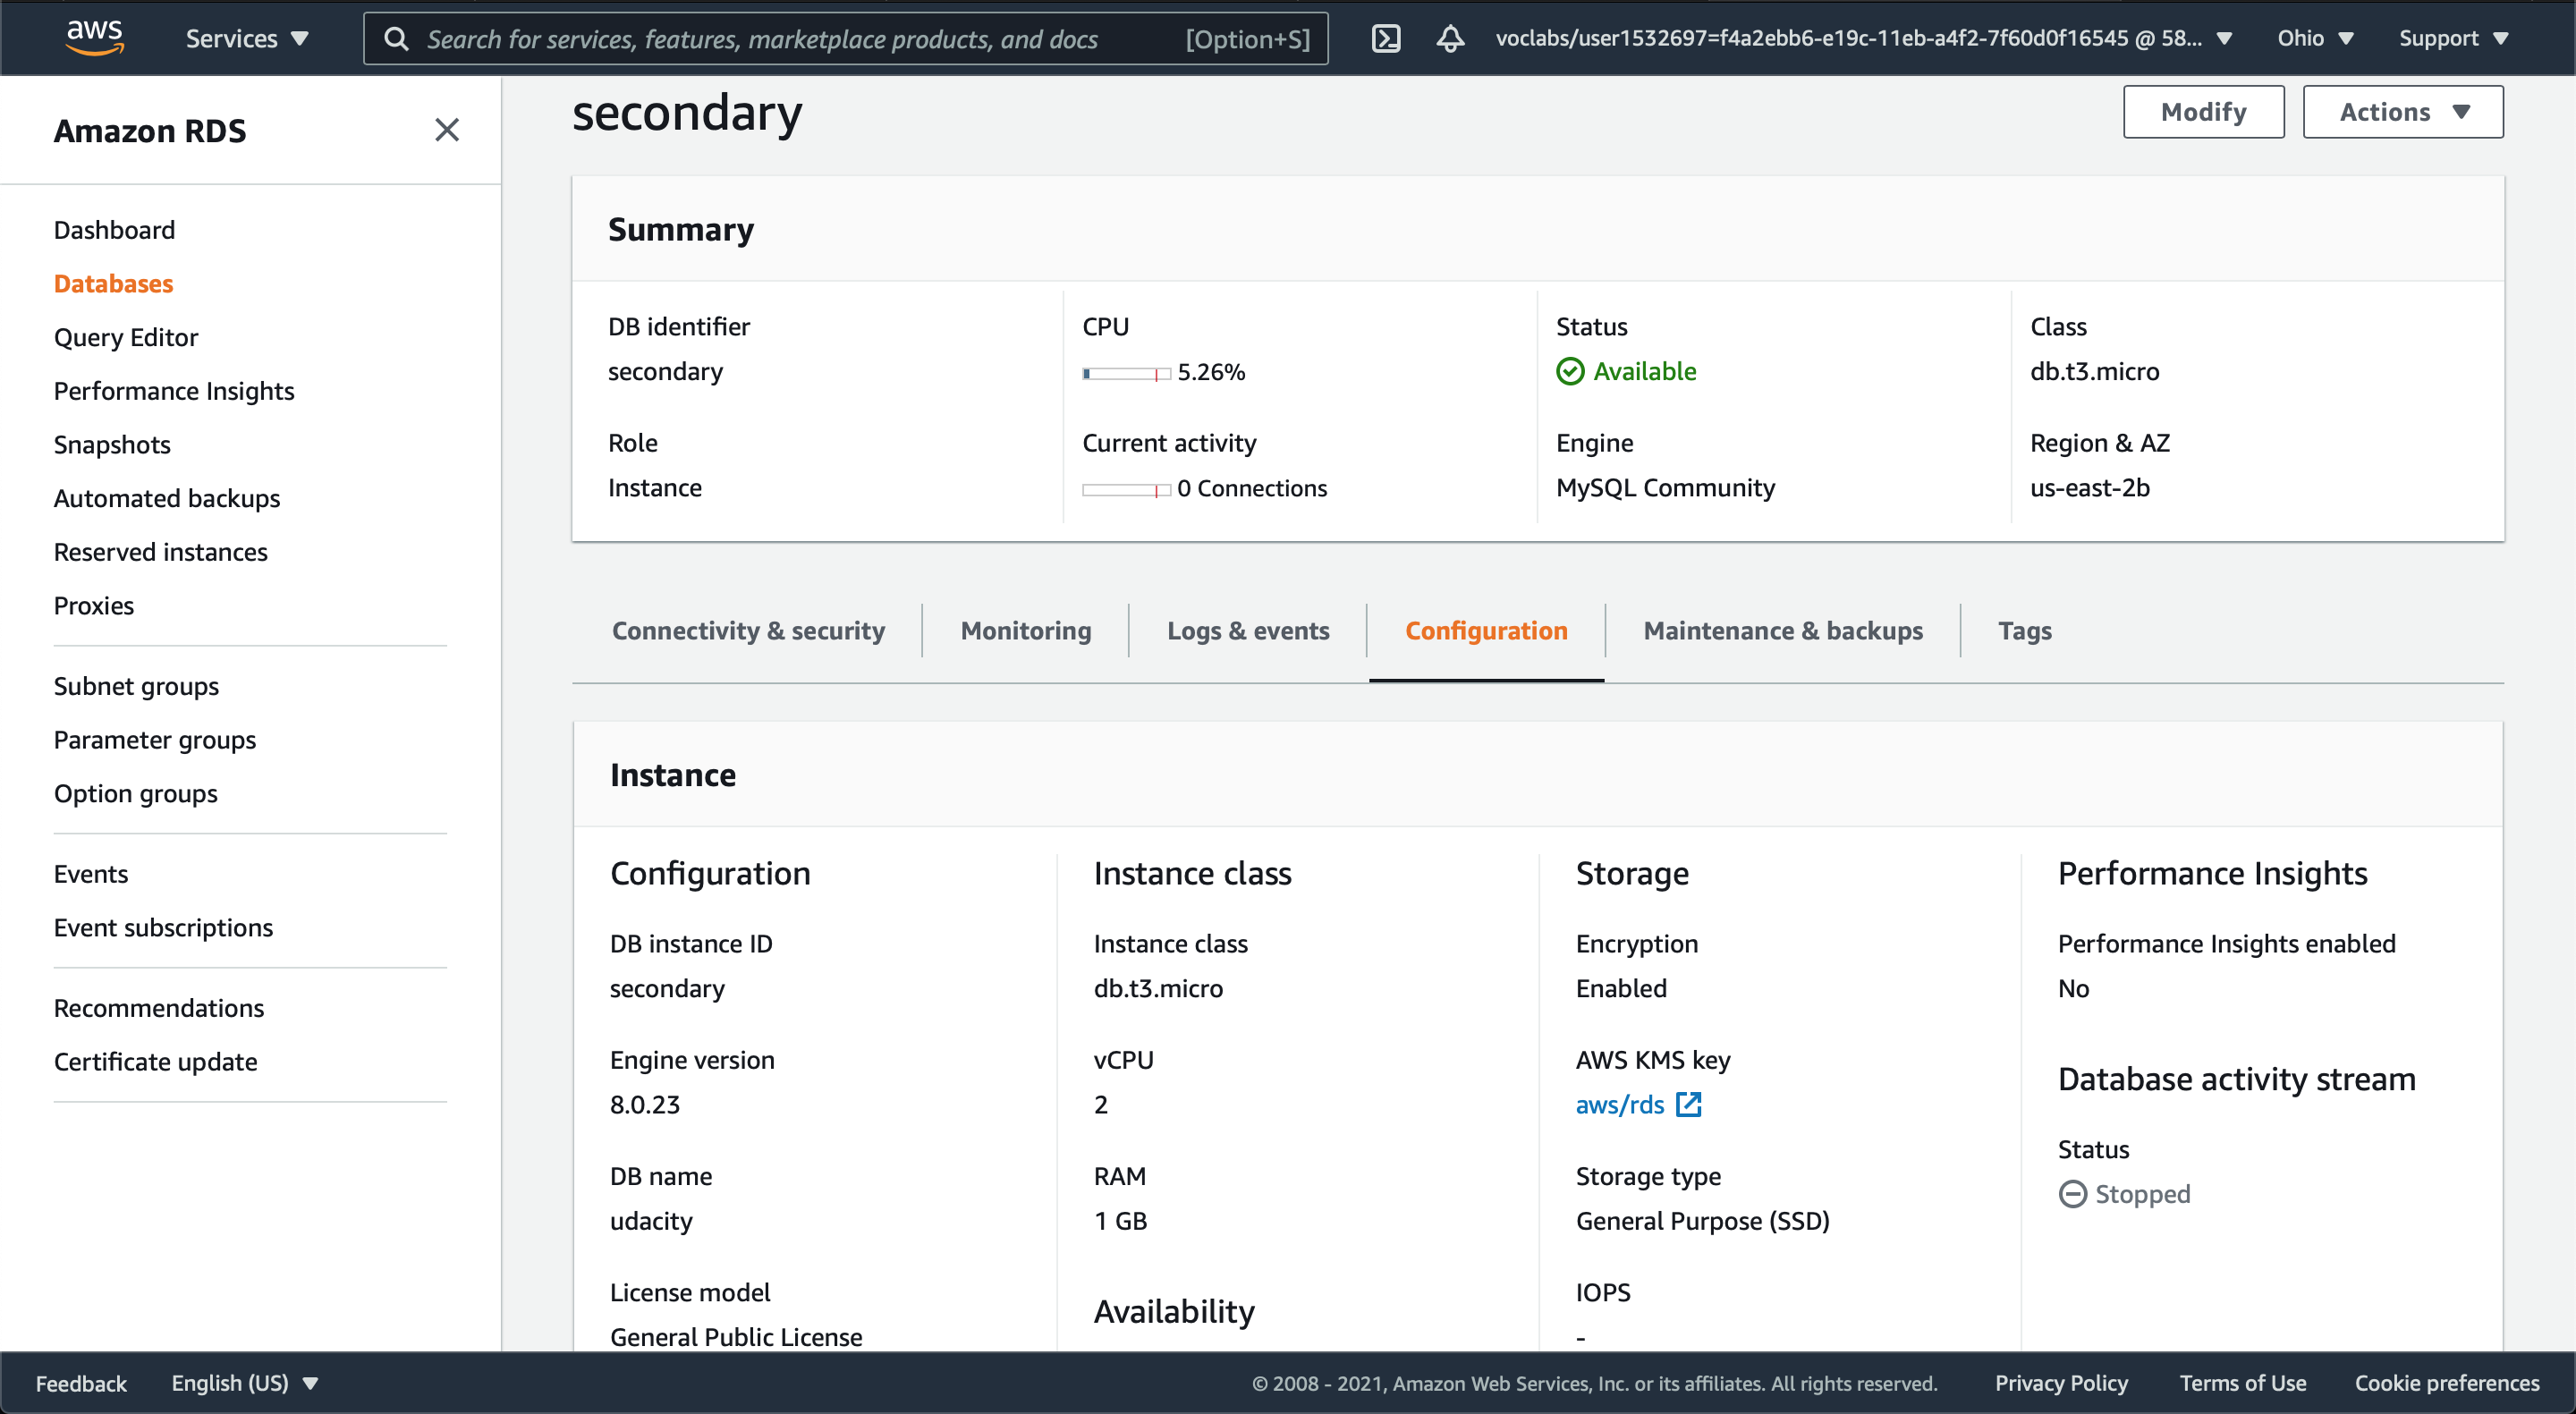 aws
Services
Search for services, features, marketplace products, and docs [Option+S]
voclabs/user1532697=f4a2ebb6-e19c-11eb-a4f2-7f60d0f16545 @ 58...
Ohio
Support
Amazon RDS
Dashboard
Databases
Query Editor
Performance Insights
Snapshots
Automated backups
Reserved instances
Proxies
Subnet groups
Parameter groups
Option groups
Events
Event subscriptions
Recommendations
Certificate update
secondary
Modify
Actions
Summary
DB identifier
secondary
CPU
5.26%
Status
Available
Class
db.t3.micro
Role
Instance
Current activity
0 Connections
Engine
MySQL Community
Region & AZ
us-east-2b
Connectivity & security
Monitoring
Logs & events
Configuration
Maintenance & backups
Tags
Instance
Configuration
DB instance ID
secondary
Engine version
8.0.23
DB name
udacity
License model
General Public License
Instance class
Instance class
db.t3.micro
vCPU
2
RAM
1 GB
Availability
Storage
Encryption
Enabled
AWS KMS key
aws/rds
Storage type
General Purpose (SSD)
IOPS
-
Performance Insights
Performance Insights enabled
No
Database activity stream
Status
Stopped
Feedback
English (US)
© 2008 - 2021, Amazon Web Services, Inc. or its affiliates. All rights reserved.
Privacy Policy
Terms of Use
Cookie preferences